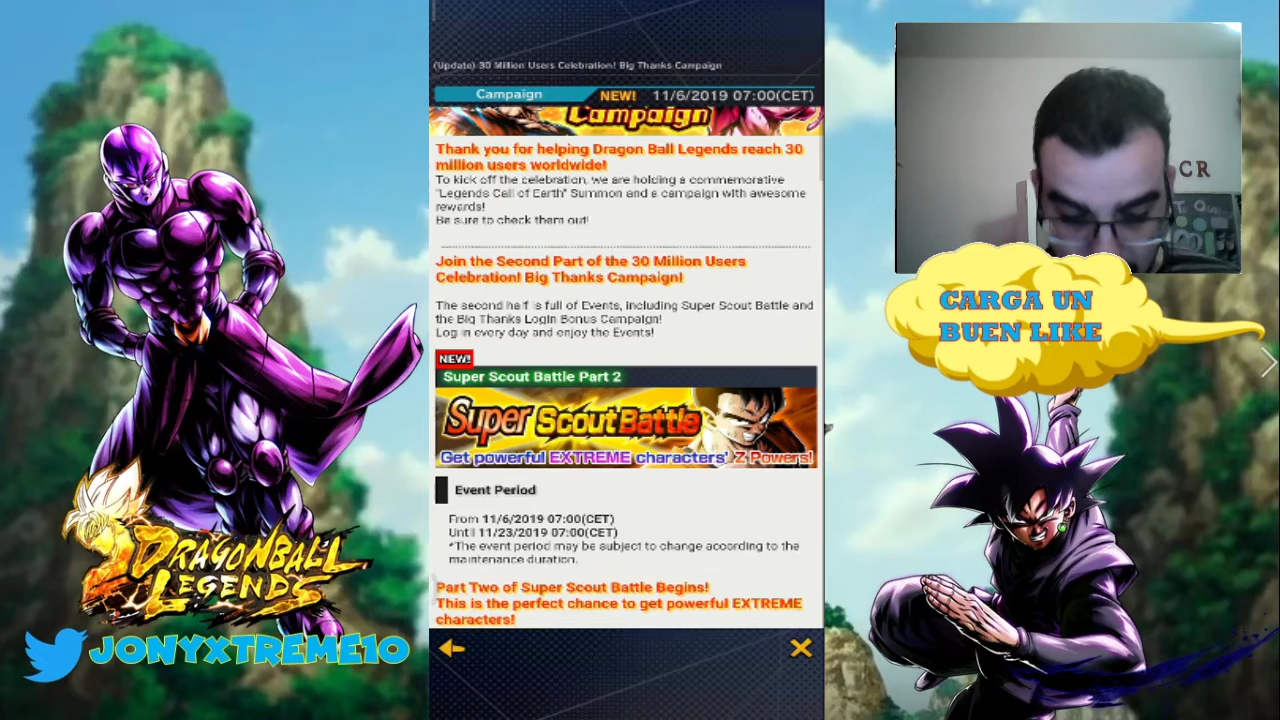 (Update) 30 Million Users Celebration! Big Thanks Campaign
Campaign NEW! 11/6/2019 07:00(CET)
Campaign
Thank you for helping Dragon Ball Legends reach 30
million users worldwide!
To kick off the celebration, we are holding a commemorative
"Legends Call of Earth" Summon and a campaign with awesome
rewards!
Be sure to check them out!
Join the Second Part of the 30 Million Users
Celebration! Big Thanks Campaign!
The second half is full of Events, including Super Scout Battle and
the Big Thanks Login Bonus Campaign!
Log in every day and enjoy the Events!
NEW!
Super Scout Battle Part 2
Super Scout Battle
Get powerful EXTREME characters' Z Powers!
Event Period
From 11/6/2019 07:00(CET)
Until 11/23/2019 07:00(CET)
*The event period may be subject to change according to the
maintenance duration.
Part Two of Super Scout Battle Begins!
This is the perfect chance to get powerful EXTREME
characters!
DRAGONBALL
LEGENDS
JONYXTREME10
CR
CARGA UN
BUEN LIKE